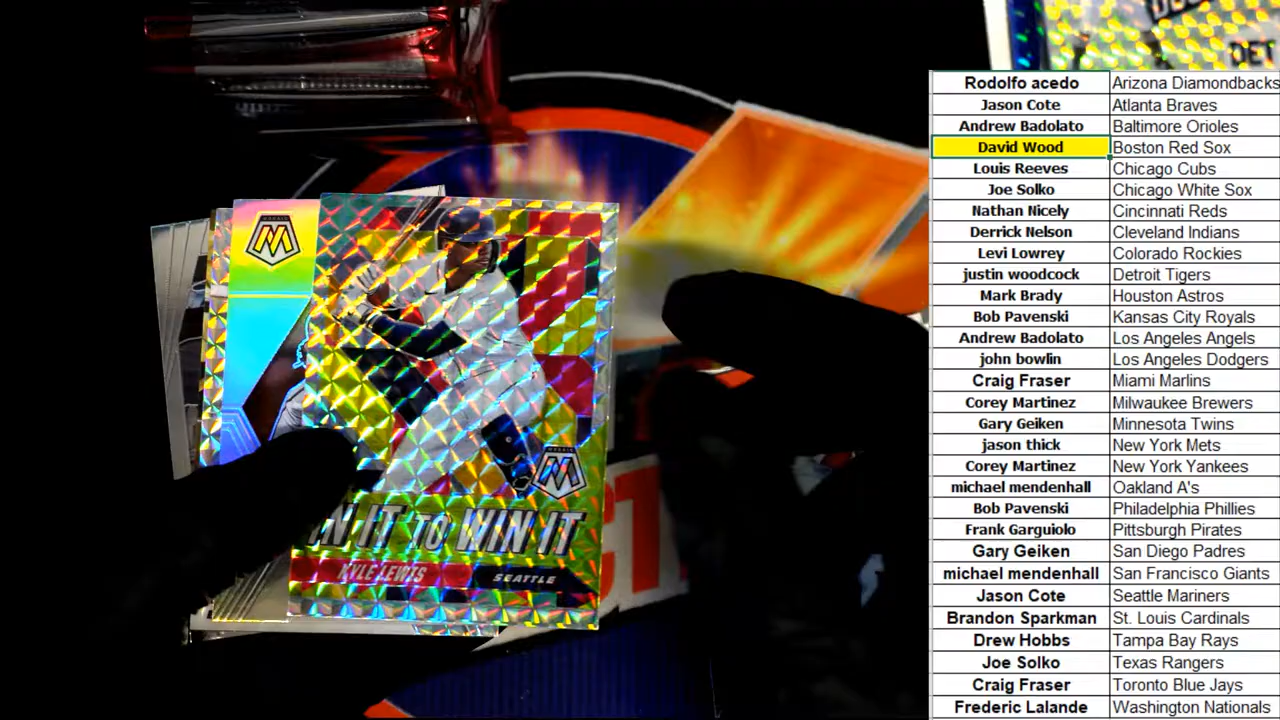 DET
Rodolfo acedo Arizona Diamondbacks
Jason Cote Atlanta Braves
Andrew Badolato Baltimore Orioles
David Wood Boston Red Sox
Louis Reeves Chicago Cubs
Joe Solko Chicago White Sox
Nathan Nicely Cincinnati Reds
Derrick Nelson Cleveland Indians
Levi Lowrey Colorado Rockies
justin woodcock Detroit Tigers
Mark Brady Houston Astros
Bob Pavenski Kansas City Royals
Andrew Badolato Los Angeles Angels
john bowlin Los Angeles Dodgers
Craig Fraser Miami Marlins
Corey Martinez Milwaukee Brewers
Gary Geiken Minnesota Twins
jason thick New York Mets
Corey Martinez New York Yankees
michael mendenhall Oakland A's
Bob Pavenski Philadelphia Phillies
Frank Garguiolo Pittsburgh Pirates
Gary Geiken San Diego Padres
michael mendenhall San Francisco Giants
Jason Cote Seattle Mariners
Brandon Sparkman St. Louis Cardinals
Drew Hobbs Tampa Bay Rays
Joe Solko Texas Rangers
Craig Fraser Toronto Blue Jays
Frederic Lalande Washington Nationals
M
M
IN IT TO WIN IT
KYLE LEWIS SEATTLE